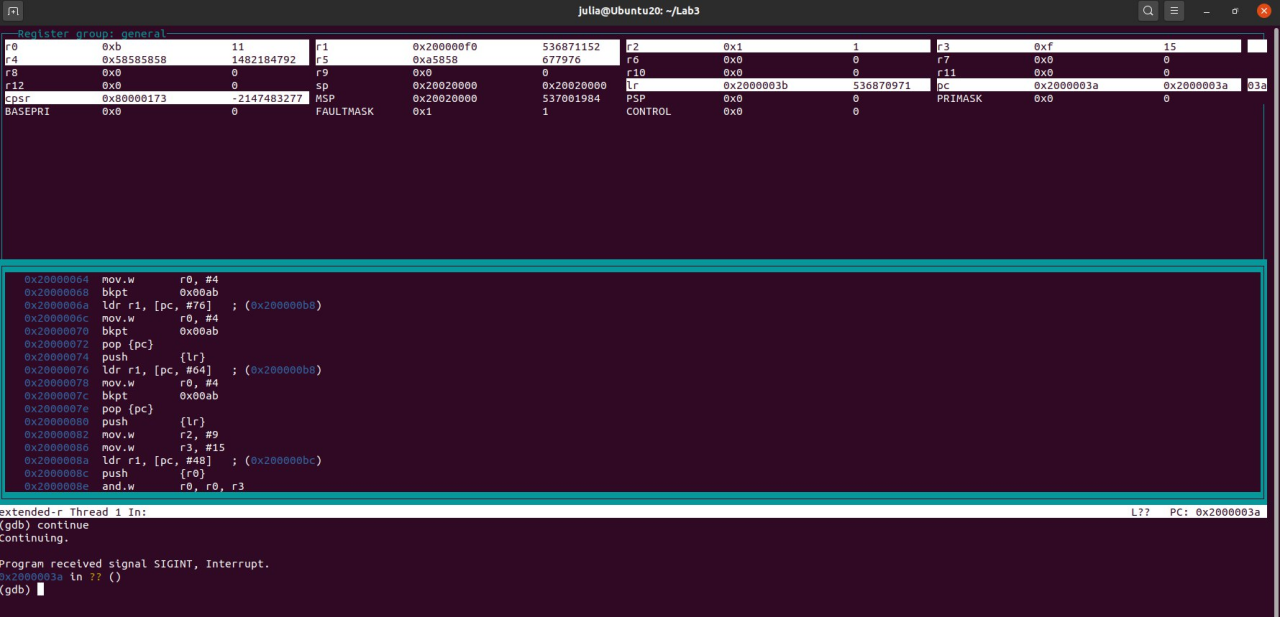 julia@Ubuntu20: ~/Lab3
Register group: general
r0 0xb 11 r1 0x200000f0 536871152 r2 0x1 1 r3 0xf 15
r4 0x58585858 1482184792 r5 0xa5858 677976 r6 0x0 0 r7 0x0 0
r8 0x0 0 r9 0x0 0 r10 0x0 0 r11 0x0 0
r12 0x0 0 sp 0x20020000 0x20020000 lr 0x2000003b 536870971 pc 0x2000003a 0x2000003a 03a
cpsr 0x80000173 -2147483277 MSP 0x20020000 537001984 PSP 0x0 0 PRIMASK 0x0 0
BASEPRI 0x0 0 FAULTMASK 0x1 1 CONTROL 0x0 0
0x20000064 mov.w r0, #4
0x20000068 bkpt 0x00ab
0x2000006a ldr r1, [pc, #76] ; (0x200000b8)
0x2000006c mov.w r0, #4
0x20000070 bkpt 0x00ab
0x20000072 pop {pc}
0x20000074 push {lr}
0x20000076 ldr r1, [pc, #64] ; (0x200000b8)
0x20000078 mov.w r0, #4
0x2000007c bkpt 0x00ab
0x2000007e pop {pc}
0x20000080 push {lr}
0x20000082 mov.w r2, #9
0x20000086 mov.w r3, #15
0x2000008a ldr r1, [pc, #48] ; (0x200000bc)
0x2000008c push {r0}
0x2000008e and.w r0, r0, r3
extended-r Thread 1 In: L?? PC: 0x2000003a
(gdb) continue
Continuing.
Program received signal SIGINT, Interrupt.
0x2000003a in ?? ()
(gdb)